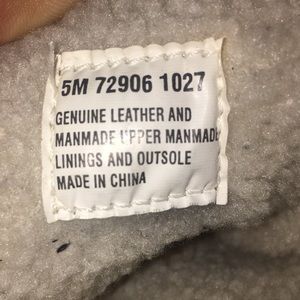 5M 72906 1027
GENUINE LEATHER AND
MANMADE UPPER MANMADE
LININGS AND OUTSOLE
MADE IN CHINA